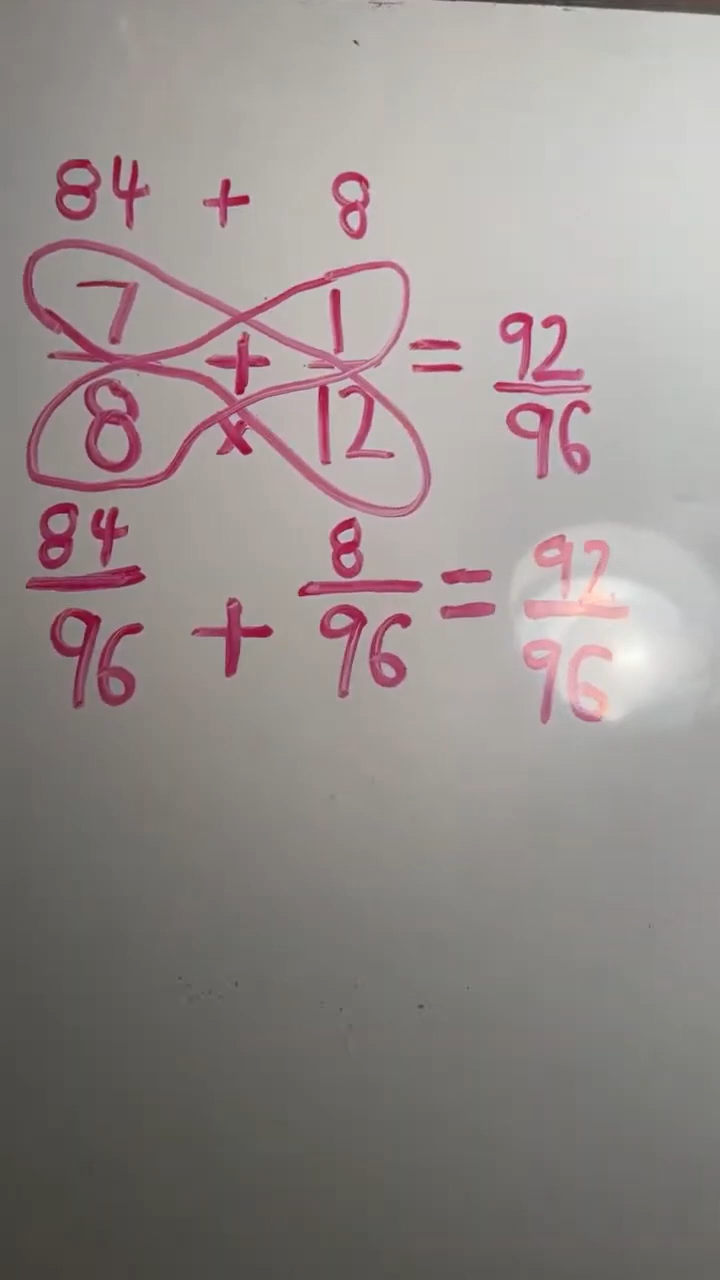 84 + 8
7/8 + 1/12 = 92/96
×
84/96 + 8/96 = 92/96